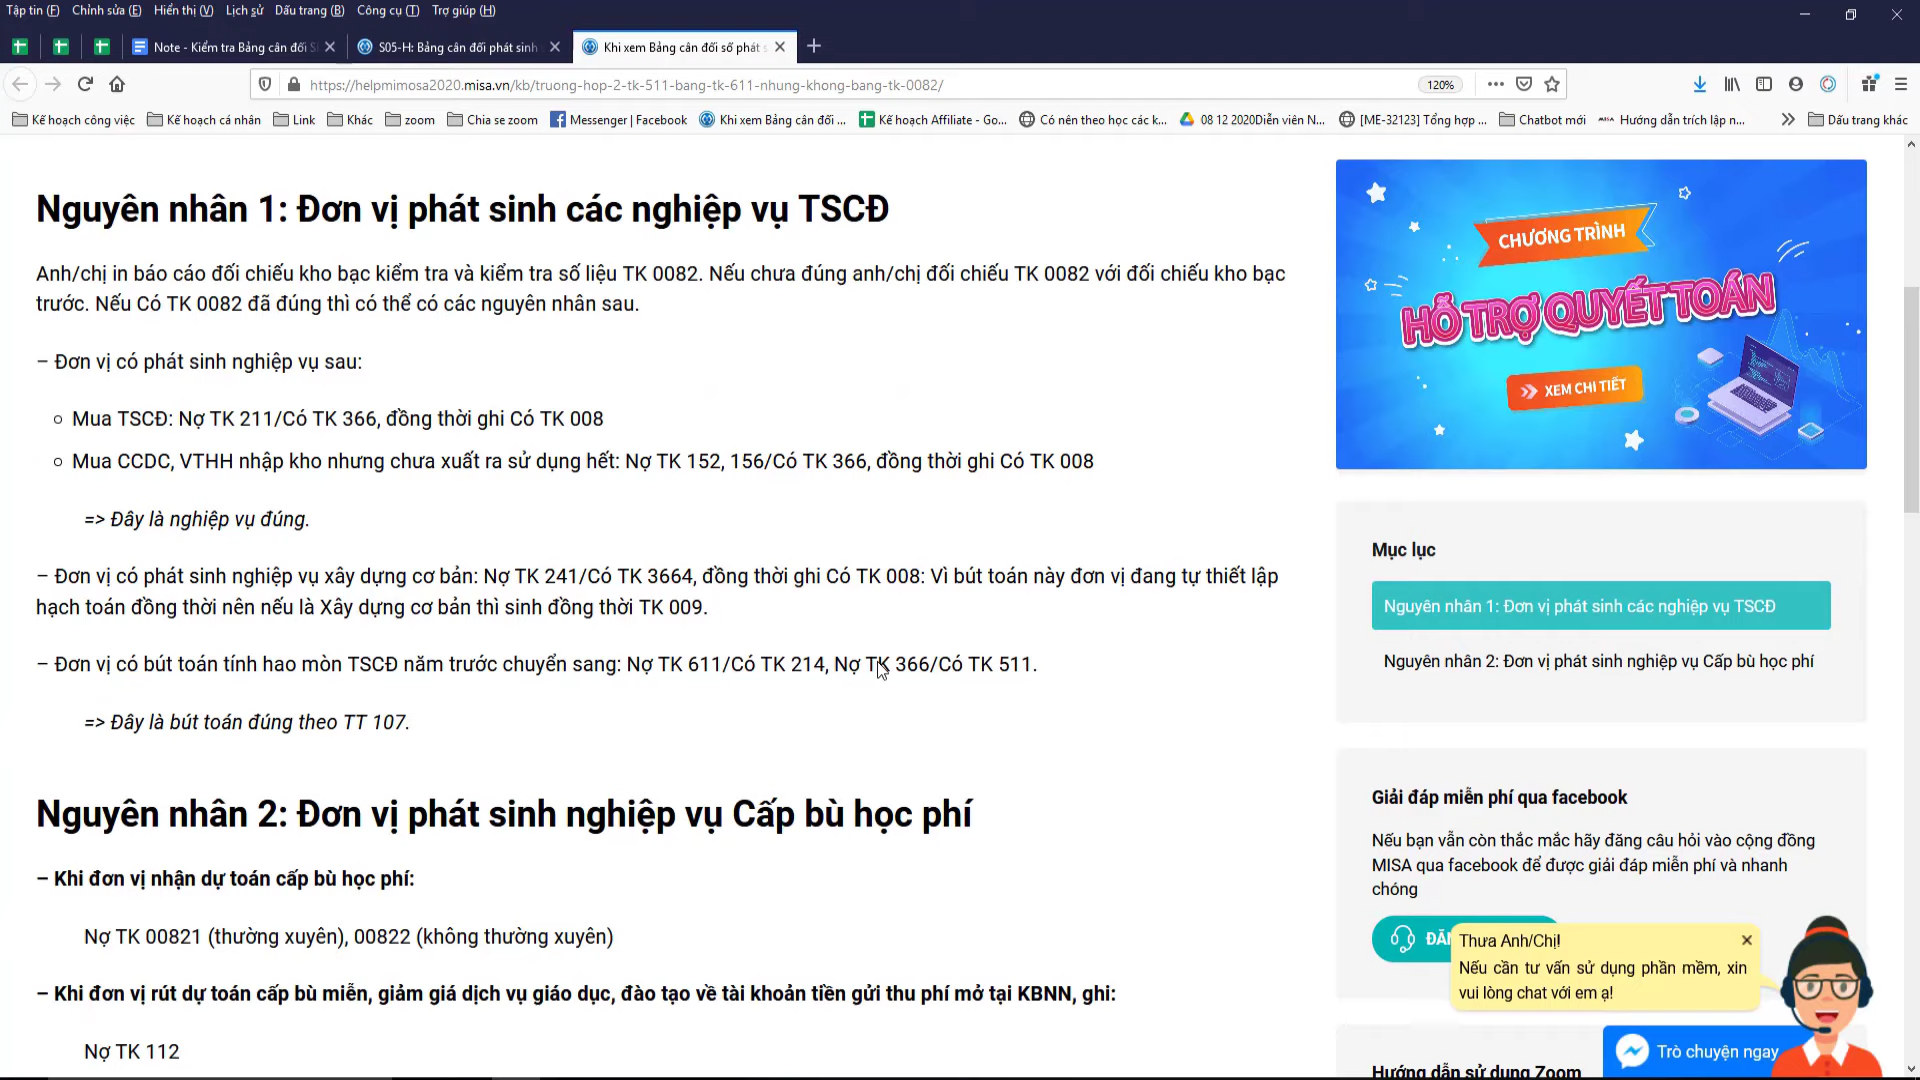 Tập tin (F) Chỉnh sửa (E) Hiển thị (V) Lịch sử Dấu trang (B) Công cụ (T) Trợ giúp (H)
Note - Kiểm tra Bảng cân đối S
S05-H: Bảng cân đối phát sinh
Khi xem Bảng cân đối số phát s
https://helpmimosa2020.misa.vn/kb/truong-hop-2-tk-511-bang-tk-611-nhung-khong-bang-tk-0082/
120%
Kế hoạch công việc Kế hoạch cá nhân Link Khác zoom Chia se zoom Messenger | Facebook Khi xem Bảng cân đối ... Kế hoạch Affiliate - Go... Có nên theo học các k... 08 12 2020Diễn viên N... [ME-32123] Tổng hợp ... Chatbot mới Hướng dẫn trích lập n... Dấu trang khác
Nguyên nhân 1: Đơn vị phát sinh các nghiệp vụ TSCĐ
Anh/chị in báo cáo đối chiếu kho bạc kiểm tra và kiểm tra số liệu TK 0082. Nếu chưa đúng anh/chị đối chiếu TK 0082 với đối chiếu kho bạc
trước. Nếu Có TK 0082 đã đúng thì có thể có các nguyên nhân sau.
– Đơn vị có phát sinh nghiệp vụ sau:
Mua TSCĐ: Nợ TK 211/Có TK 366, đồng thời ghi Có TK 008
Mua CCDC, VTHH nhập kho nhưng chưa xuất ra sử dụng hết: Nợ TK 152, 156/Có TK 366, đồng thời ghi Có TK 008
=> Đây là nghiệp vụ đúng.
– Đơn vị có phát sinh nghiệp vụ xây dựng cơ bản: Nợ TK 241/Có TK 3664, đồng thời ghi Có TK 008: Vì bút toán này đơn vị đang tự thiết lập
hạch toán đồng thời nên nếu là Xây dựng cơ bản thì sinh đồng thời TK 009.
– Đơn vị có bút toán tính hao mòn TSCĐ năm trước chuyển sang: Nợ TK 611/Có TK 214, Nợ TK 366/Có TK 511.
=> Đây là bút toán đúng theo TT 107.
Nguyên nhân 2: Đơn vị phát sinh nghiệp vụ Cấp bù học phí
– Khi đơn vị nhận dự toán cấp bù học phí:
Nợ TK 00821 (thường xuyên), 00822 (không thường xuyên)
– Khi đơn vị rút dự toán cấp bù miễn, giảm giá dịch vụ giáo dục, đào tạo về tài khoản tiền gửi thu phí mở tại KBNN, ghi:
Nợ TK 112
CHƯƠNG TRÌNH
HỖ TRỢ QUYẾT TOÁN
XEM CHI TIẾT
Mục lục
Nguyên nhân 1: Đơn vị phát sinh các nghiệp vụ TSCĐ
Nguyên nhân 2: Đơn vị phát sinh nghiệp vụ Cấp bù học phí
Giải đáp miễn phí qua facebook
Nếu bạn vẫn còn thắc mắc hãy đăng câu hỏi vào cộng đồng
MISA qua facebook để được giải đáp miễn phí và nhanh
chóng
Thưa Anh/Chị!
Nếu cần tư vấn sử dụng phần mềm, xin
vui lòng chat với em ạ!
Trò chuyện ngay
Hướng dẫn sử dụng Zoom